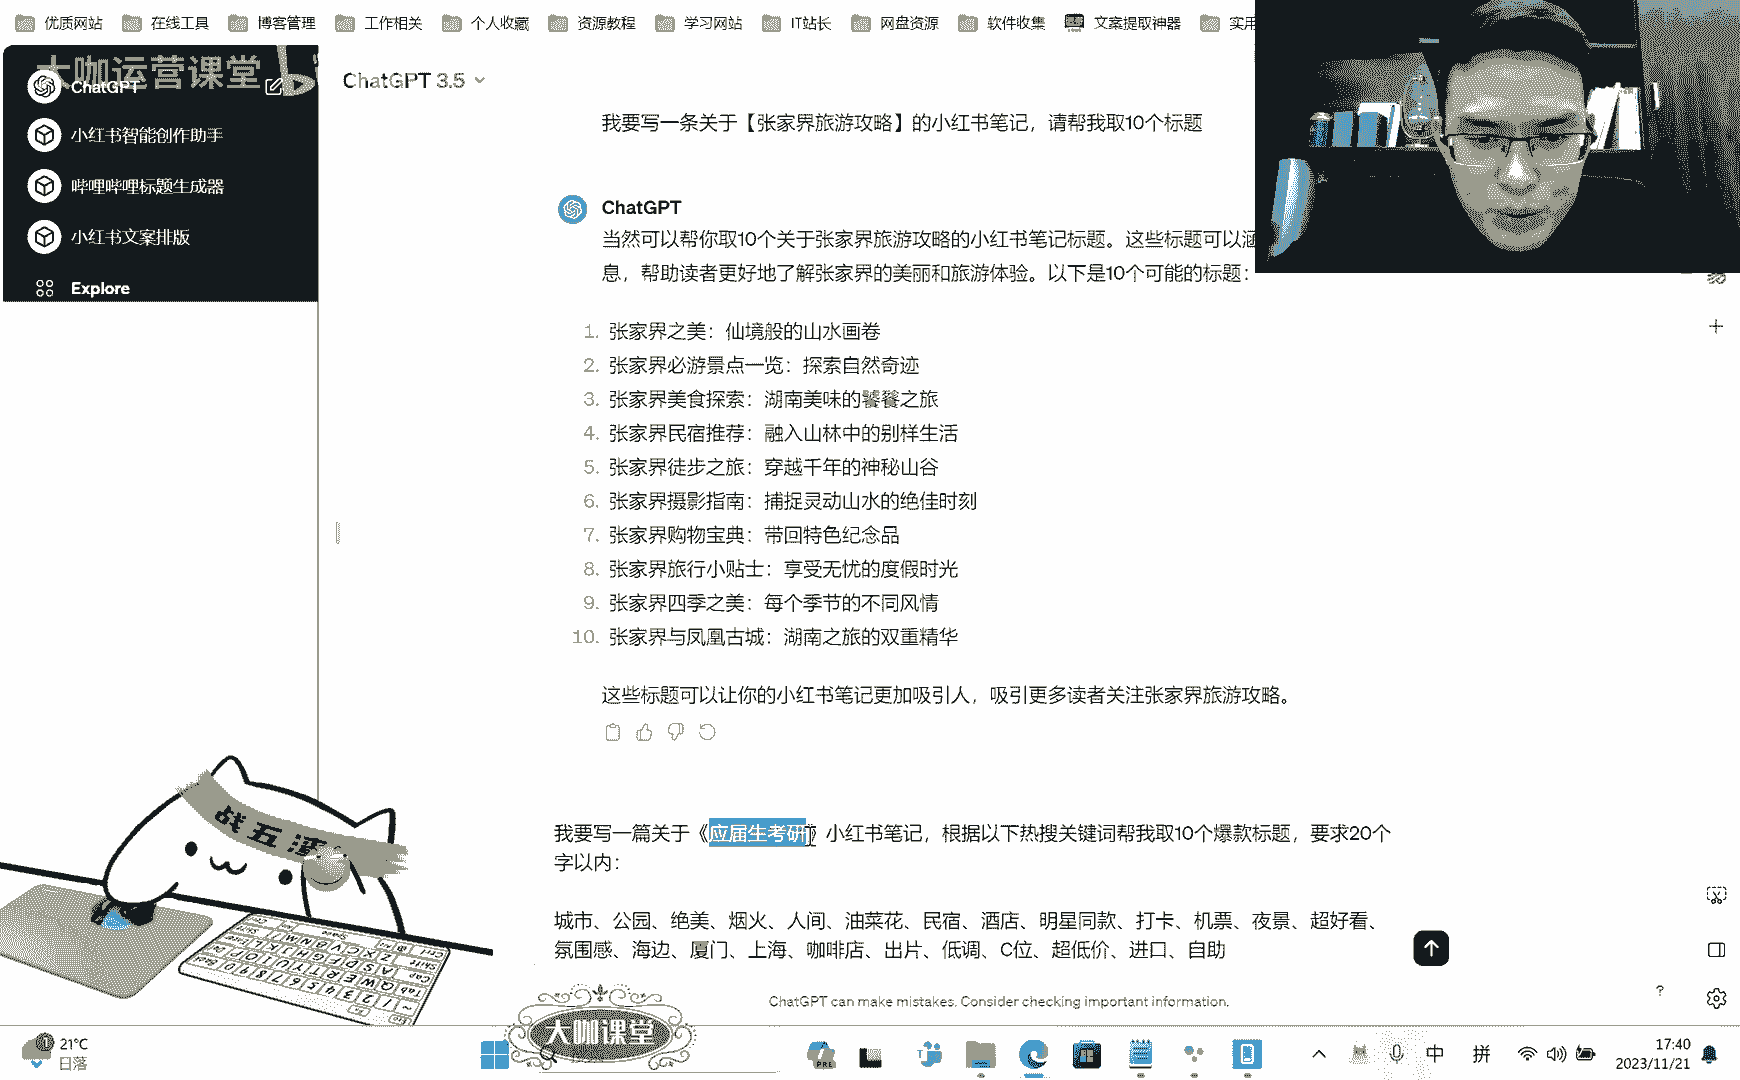 优质网站 在线工具 博客管理 工作相关 个人收藏 资源教程 学习网站 IT站长 网盘资源 软件收集 文案提取神器 实用
大咖运营课堂
ChatGPT
小红书智能创作助手
哔哩哔哩标题生成器
小红书文案排版
Explore
ChatGPT 3.5
我要写一条关于【张家界旅游攻略】的小红书笔记，请帮我取10个标题
ChatGPT
当然可以帮你取10个关于张家界旅游攻略的小红书笔记标题。这些标题可以涵
息，帮助读者更好地了解张家界的美丽和旅游体验。以下是10个可能的标题：
1. 张家界之美：仙境般的山水画卷
2. 张家界必游景点一览：探索自然奇迹
3. 张家界美食探索：湖南美味的饕餮之旅
4. 张家界民宿推荐：融入山林中的别样生活
5. 张家界徒步之旅：穿越千年的神秘山谷
6. 张家界摄影指南：捕捉灵动山水的绝佳时刻
7. 张家界购物宝典：带回特色纪念品
8. 张家界旅行小贴士：享受无忧的度假时光
9. 张家界四季之美：每个季节的不同风情
10. 张家界与凤凰古城：湖南之旅的双重精华
这些标题可以让你的小红书笔记更加吸引人，吸引更多读者关注张家界旅游攻略。
我要写一篇关于《应届生考研》小红书笔记，根据以下热搜关键词帮我取10个爆款标题，要求20个
字以内：
城市、公园、绝美、烟火、人间、油菜花、民宿、酒店、明星同款、打卡、机票、夜景、超好看、
氛围感、海边、厦门、上海、咖啡店、出片、低调、C位、超低价、进口、自助
ChatGPT can make mistakes. Consider checking important information.
?
战五渣
大咖课堂
21°C
日落
PRE
中 拼
17:40
2023/11/21